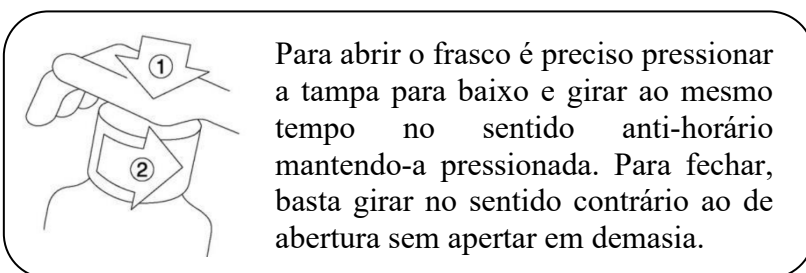 ①
②
Para abrir o frasco é preciso pressionar
a tampa para baixo e girar ao mesmo
tempo no sentido anti-horário
mantendo-a pressionada. Para fechar,
basta girar no sentido contrário ao de
abertura sem apertar em demasia.